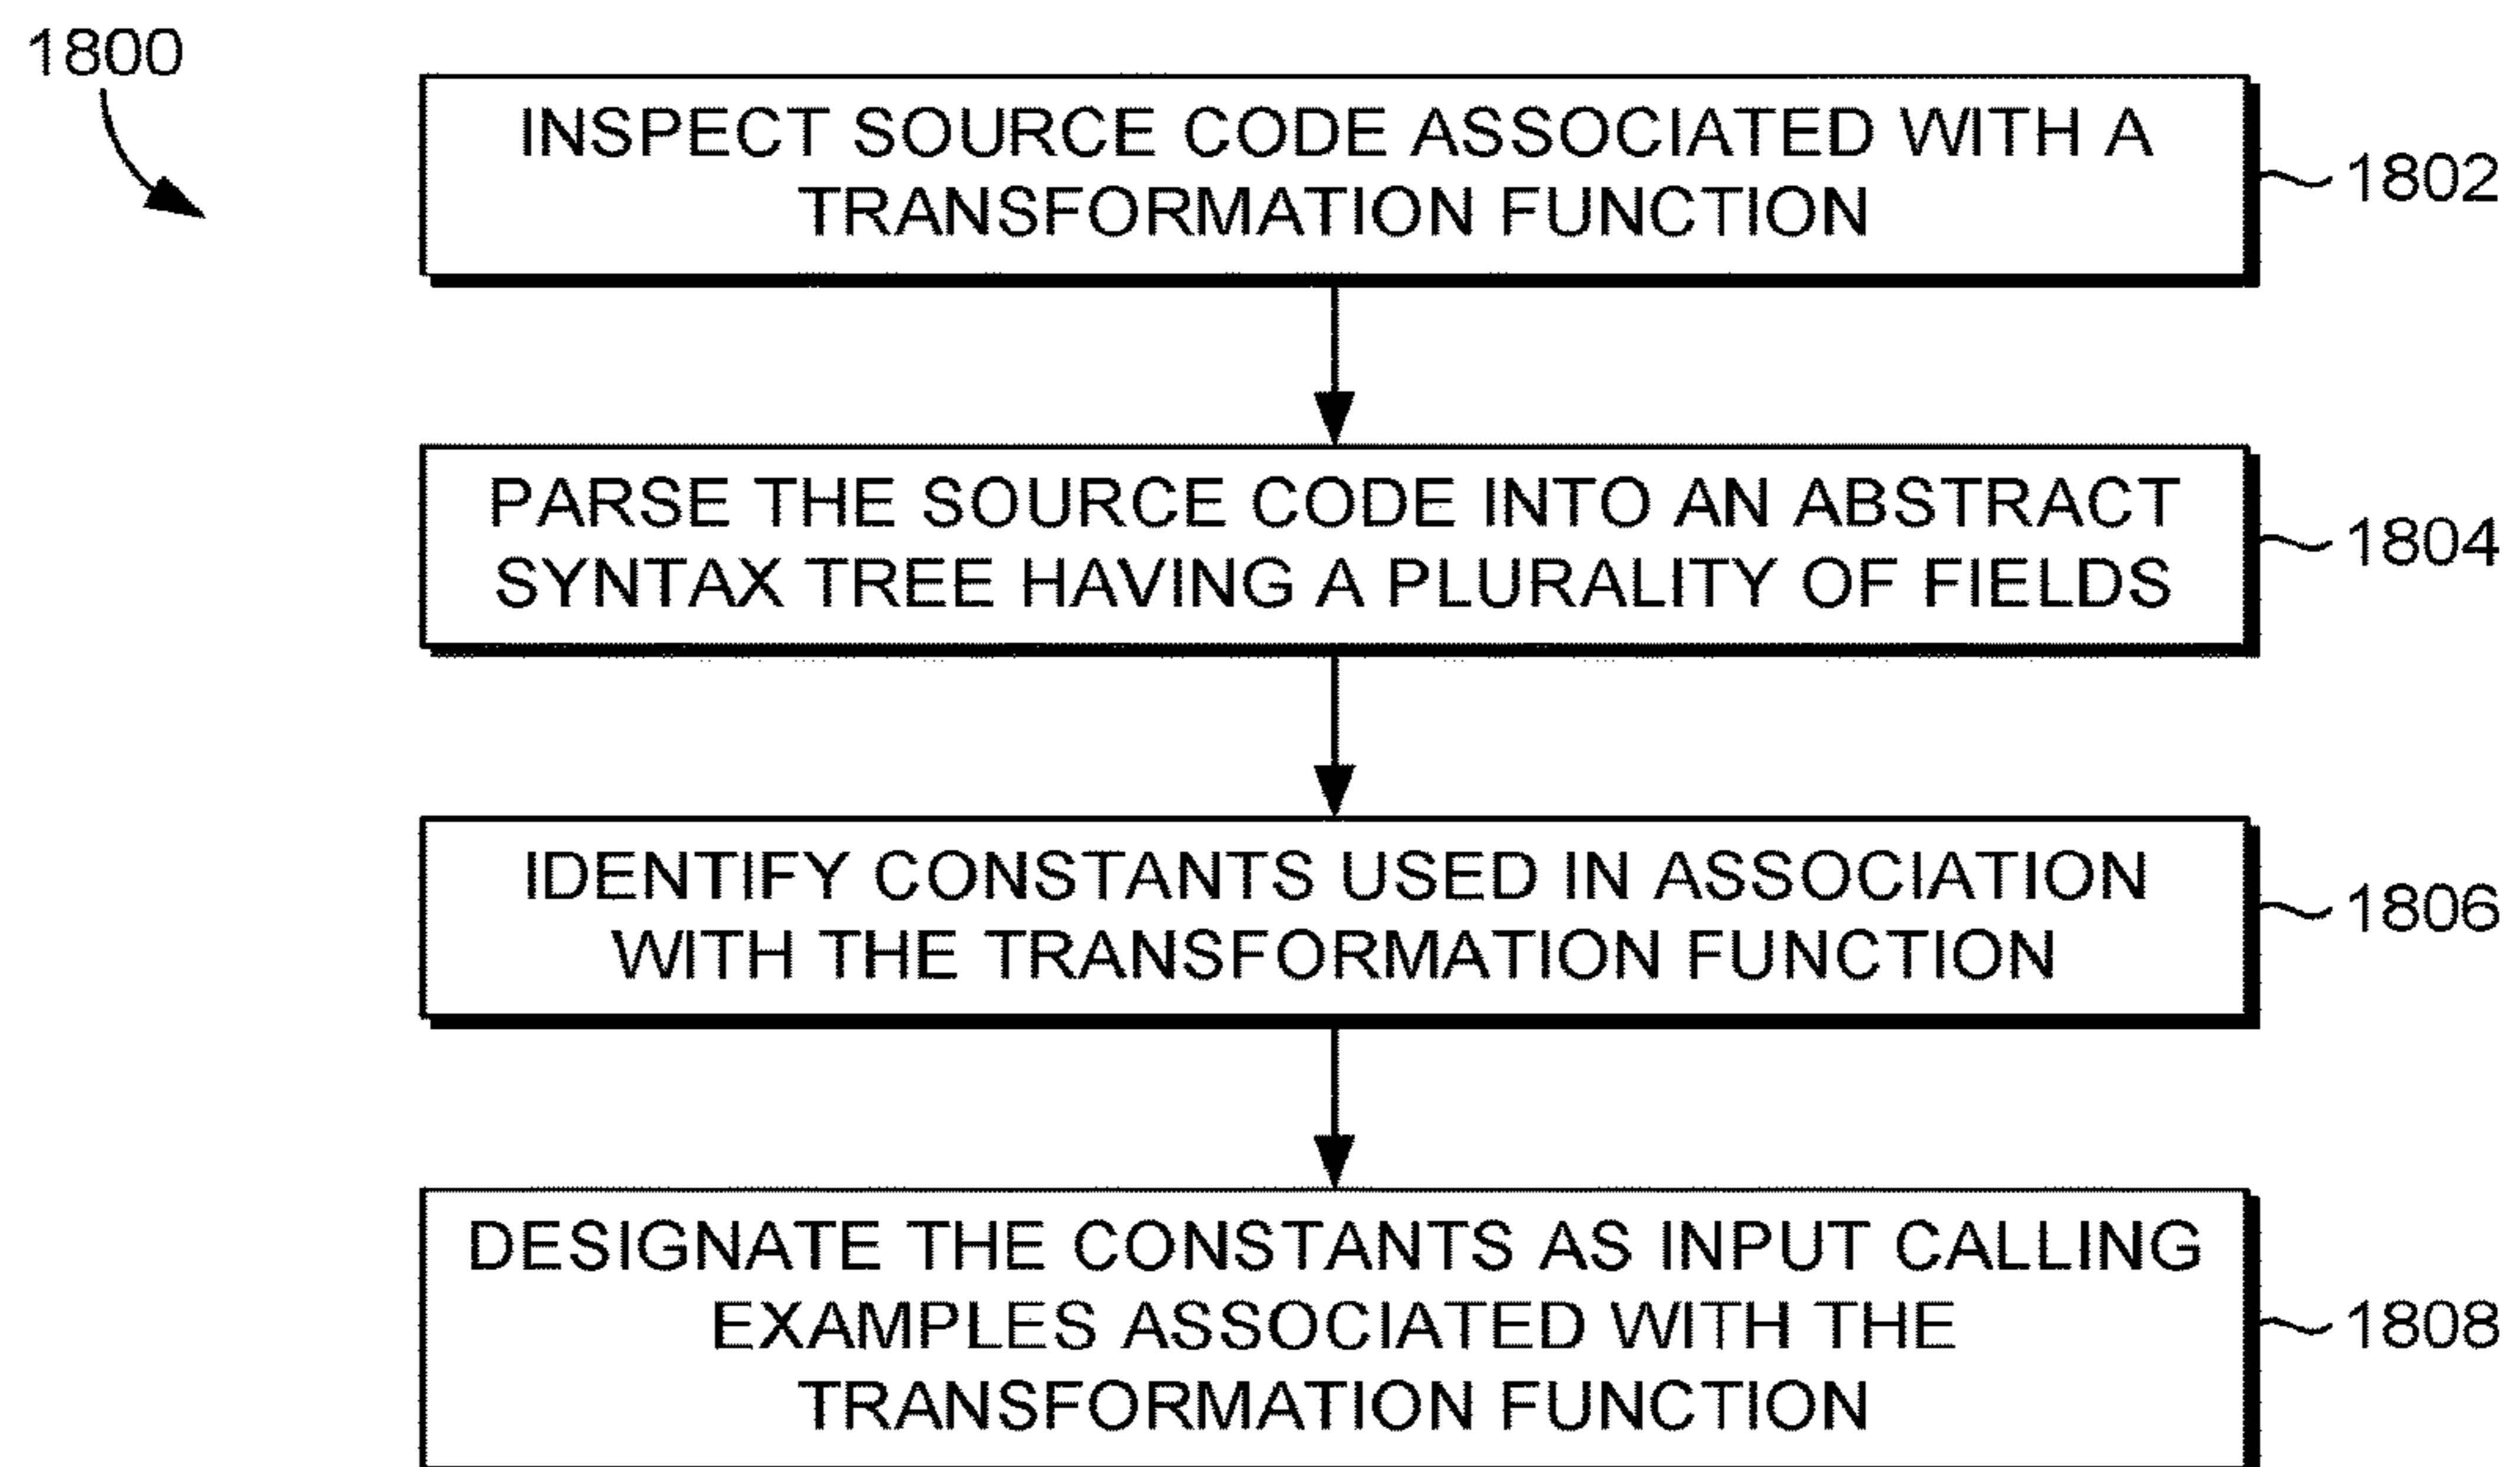 1800
INSPECT SOURCE CODE ASSOCIATED WITH A
TRANSFORMATION FUNCTION
1802
PARSE THE SOURCE CODE INTO AN ABSTRACT
SYNTAX TREE HAVING A PLURALITY OF FIELDS
1804
IDENTIFY CONSTANTS USED IN ASSOCIATION
WITH THE TRANSFORMATION FUNCTION
1806
DESIGNATE THE CONSTANTS AS INPUT CALLING
EXAMPLES ASSOCIATED WITH THE
TRANSFORMATION FUNCTION
1808